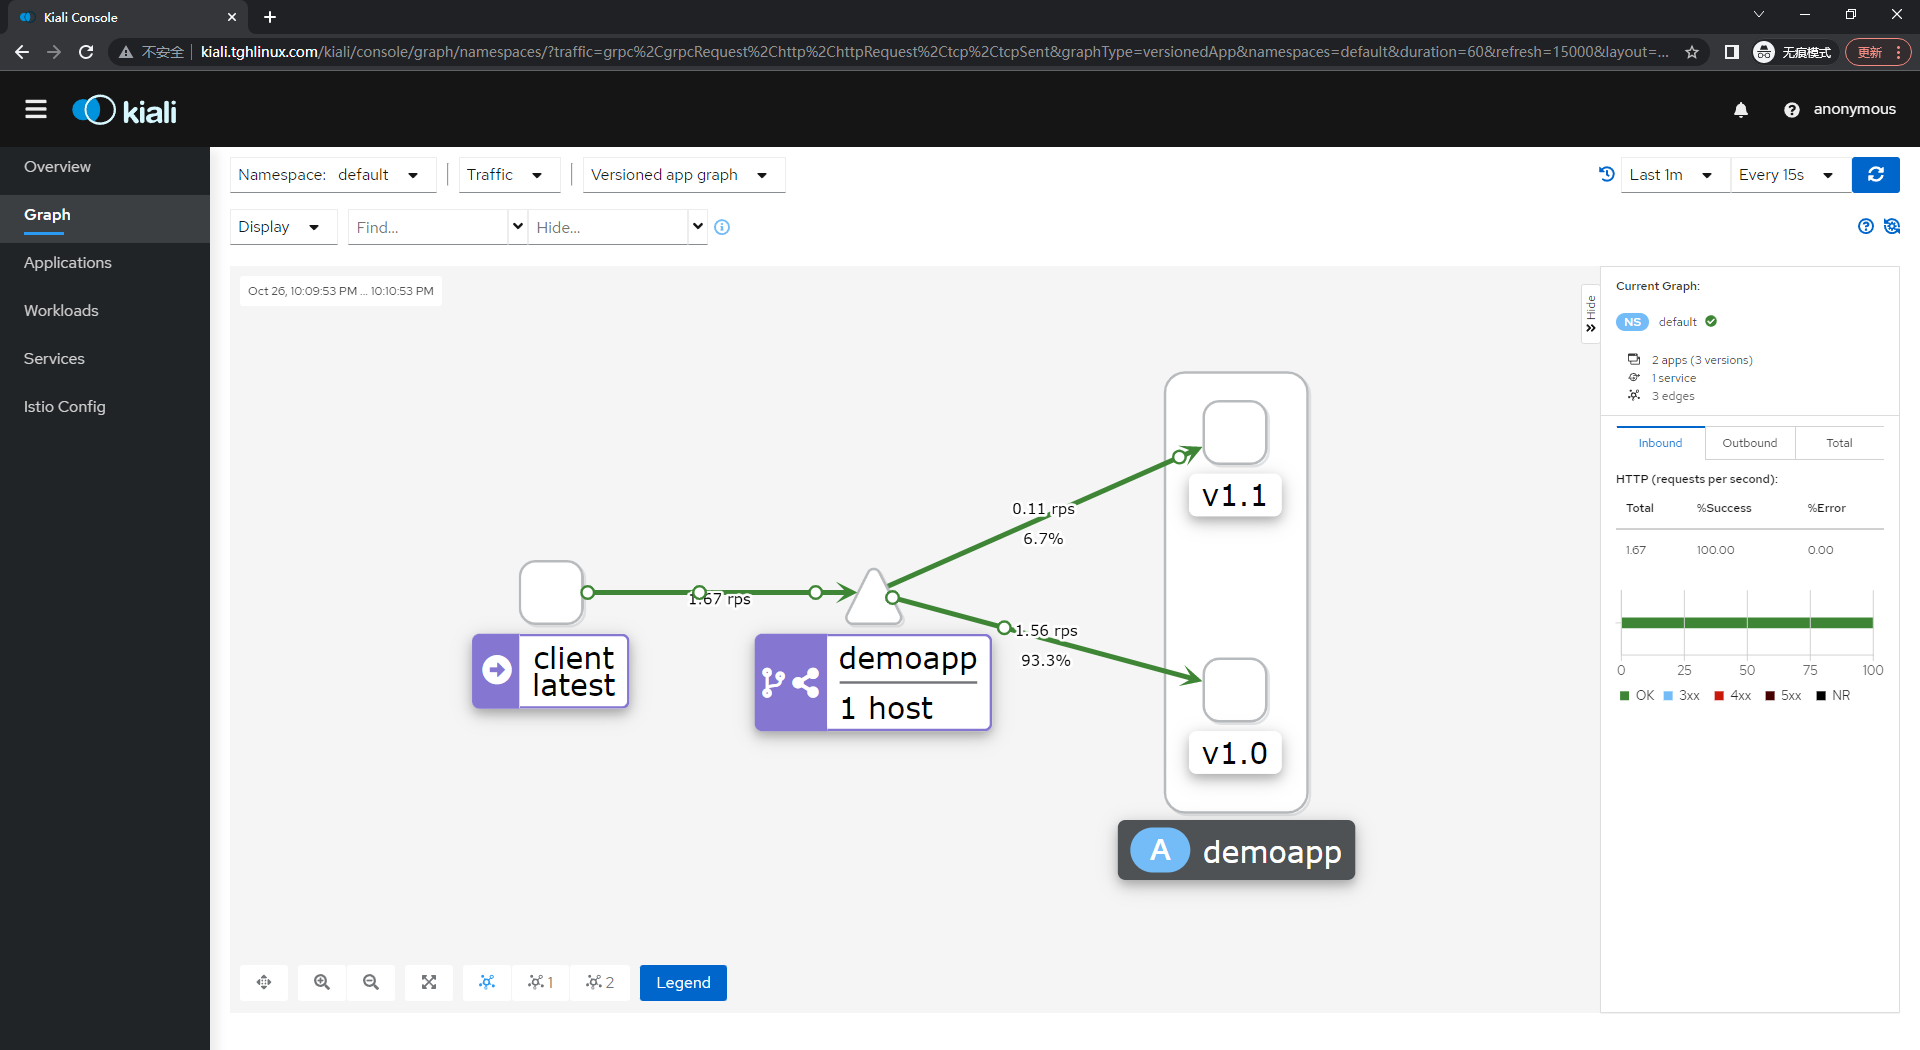 Kiali Console
不安全
kiali.tghlinux.com/kiali/console/graph/namespaces/?traffic=grpc%2CgrpcRequest%2Chttp%2ChttpRequest%2Ctcp%2CtcpSent&graphType=versionedApp&namespaces=default&duration=60&refresh=15000&layout=...
无痕模式
更新
kiali
anonymous
Overview
Graph
Applications
Workloads
Services
Istio Config
Namespace: default
Traffic
Versioned app graph
Last 1m
Every 15s
Display
Find...
Hide...
Oct 26, 10:09:53 PM ... 10:10:53 PM
Hide
0.11 rps
6.7%
1.67 rps
1.56 rps
93.3%
v1.1
v1.0
client
latest
demoapp
1 host
A demoapp
Legend
1
2
Current Graph:
NS default
2 apps (3 versions)
1 service
3 edges
Inbound
Outbound
Total
HTTP (requests per second):
Total %Success %Error
1.67 100.00 0.00
0 25 50 75 100
OK 3xx 4xx 5xx NR